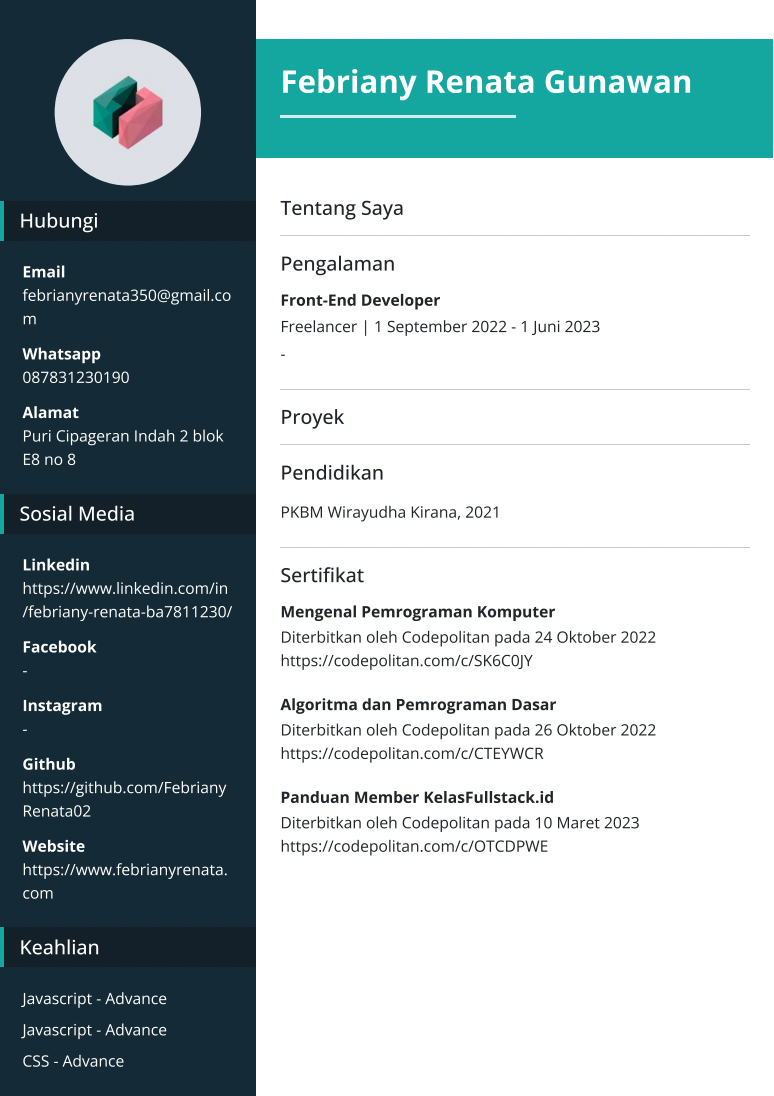 Febriany Renata Gunawan
Hubungi
Email
febrianyrenata350@gmail.co
m
Whatsapp
087831230190
Alamat
Puri Cipageran Indah 2 blok
E8 no 8
Sosial Media
Linkedin
https://www.linkedin.com/in
/febriany-renata-ba7811230/
Facebook
-
Instagram
-
Github
https://github.com/Febriany
Renata02
Website
https://www.febrianyrenata.
com
Keahlian
Javascript - Advance
Javascript - Advance
CSS - Advance
Tentang Saya
Pengalaman
Front-End Developer
Freelancer | 1 September 2022 - 1 Juni 2023
-
Proyek
Pendidikan
PKBM Wirayudha Kirana, 2021
Sertifikat
Mengenal Pemrograman Komputer
Diterbitkan oleh Codepolitan pada 24 Oktober 2022
https://codepolitan.com/c/SK6C0JY
Algoritma dan Pemrograman Dasar
Diterbitkan oleh Codepolitan pada 26 Oktober 2022
https://codepolitan.com/c/CTEYWCR
Panduan Member KelasFullstack.id
Diterbitkan oleh Codepolitan pada 10 Maret 2023
https://codepolitan.com/c/OTCDPWE